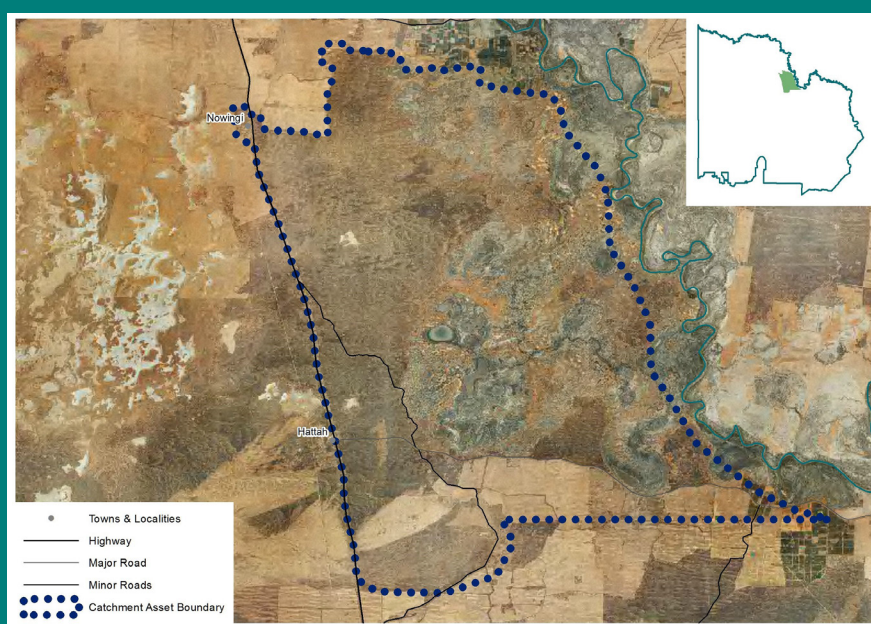 Nowingi
Hattah
Towns & Localities
Highway
Major Road
Minor Roads
Catchment Asset Boundary